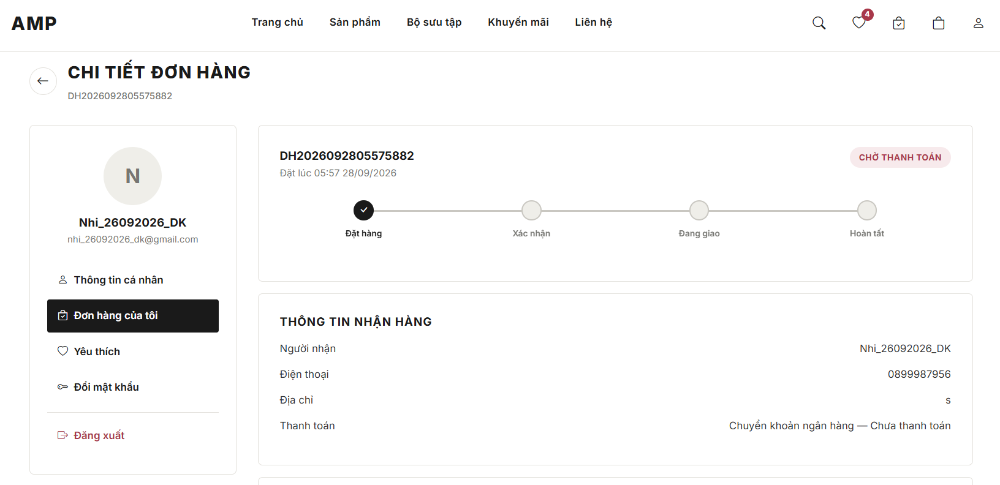 AMP
Trang chủ
Sản phẩm
Bộ sưu tập
Khuyến mãi
Liên hệ
4
CHI TIẾT ĐƠN HÀNG
DH2026092805575882
N
Nhi_26092026_DK
nhi_26092026_dk@gmail.com
Thông tin cá nhân
Đơn hàng của tôi
Yêu thích
Đổi mật khẩu
Đăng xuất
DH2026092805575882
CHỜ THANH TOÁN
Đặt lúc 05:57 28/09/2026
Đặt hàng
Xác nhận
Đang giao
Hoàn tất
THÔNG TIN NHẬN HÀNG
Người nhận Nhi_26092026_DK
Điện thoại 0899987956
Địa chỉ s
Thanh toán Chuyển khoản ngân hàng — Chưa thanh toán